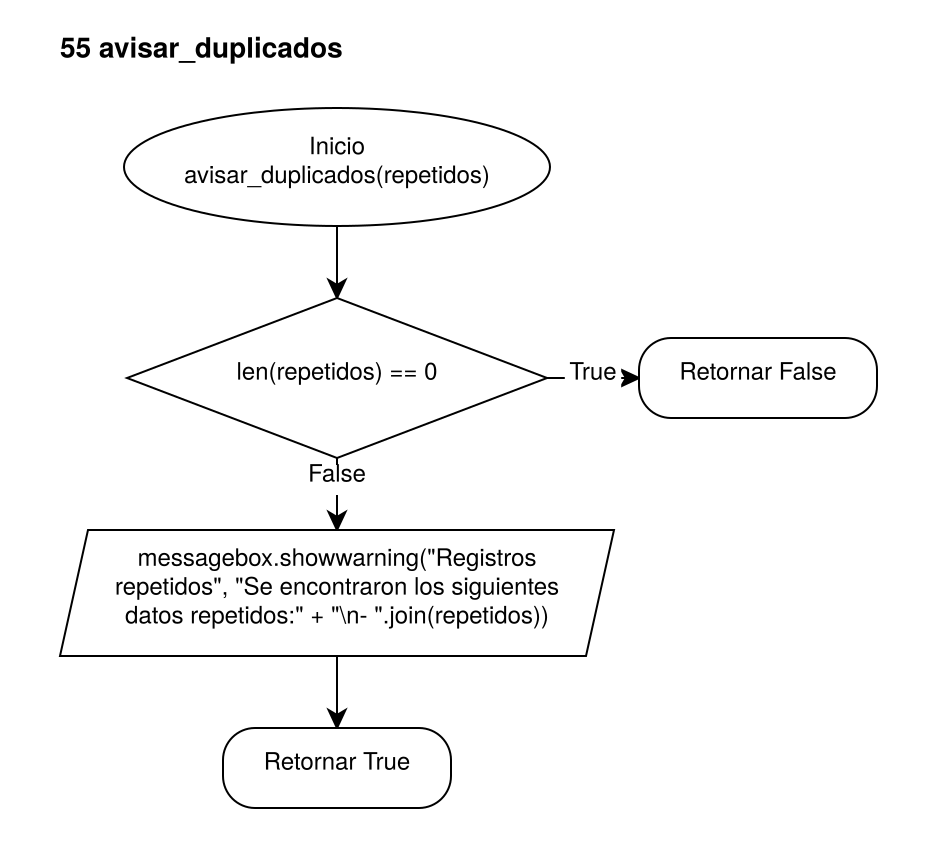 55 avisar_duplicados
Inicio
avisar_duplicados(repetidos)
len(repetidos) == 0
True
Retornar False
False
messagebox.showwarning("Registros
repetidos", "Se encontraron los siguientes
datos repetidos:" + "\n- ".join(repetidos))
Retornar True